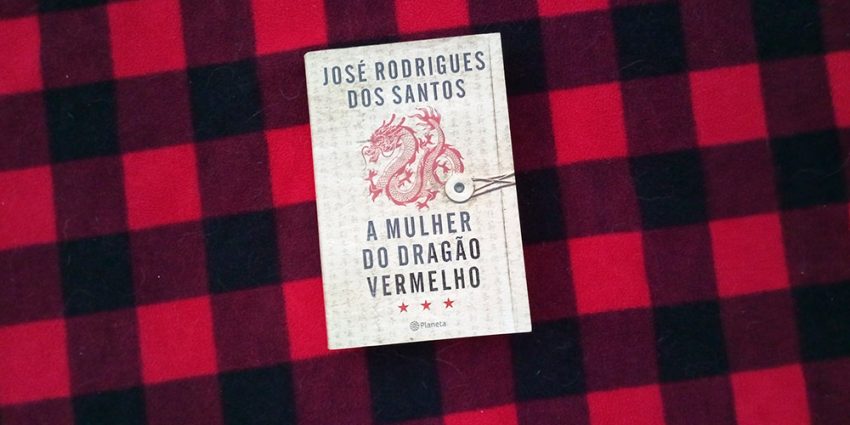 JOSÉ RODRIGUES
DOS SANTOS
A MULHER
DO DRAGÃO
VERMELHO
Planeta